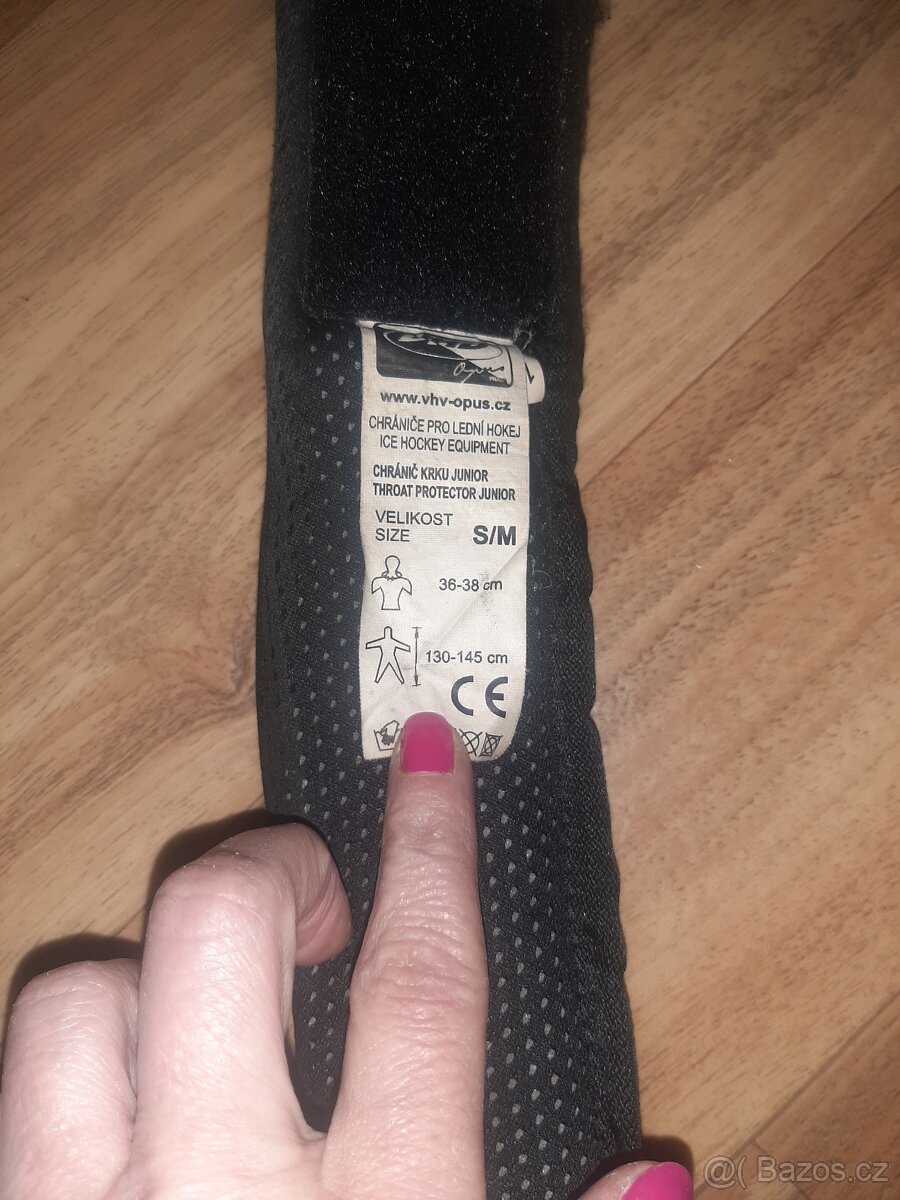 Opus
www.vhv-opus.cz
CHRÁNIČE PRO LEDNÍ HOKEJ
ICE HOCKEY EQUIPMENT
CHRÁNIČ KRKU JUNIOR
THROAT PROTECTOR JUNIOR
VELIKOST
SIZE S/M
36-38 cm
130-145 cm
CE
@( Bazos.cz